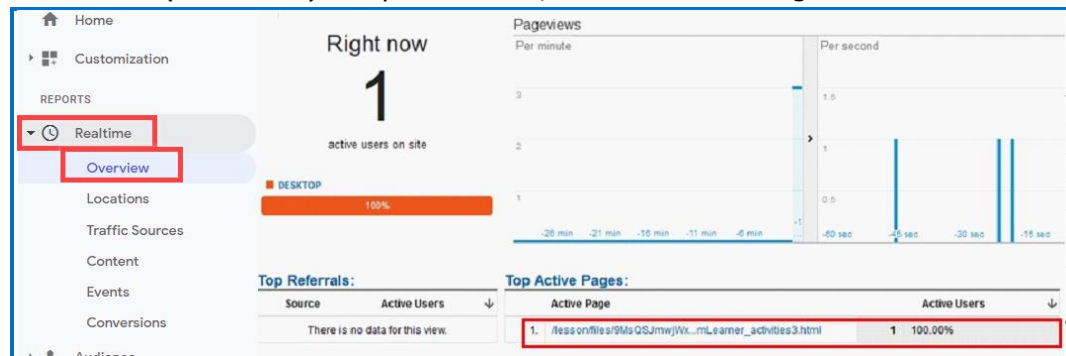 Home
Customization
REPORTS
Realtime
Overview
Locations
Traffic Sources
Content
Events
Conversions
Right now
1
active users on site
DESKTOP
100%
Pageviews
Per minute
3
2
1
-26 min -21 min -16 min -11 min -6 min -1
Per second
1.5
1
0.5
-60 sec -45 sec -30 sec -15 sec
Top Referrals:
Source Active Users
There is no data for this view.
Top Active Pages:
Active Page Active Users
1. /lesson/files/9MsQSJmwjWx...mLearner_activities3.html 1 100.00%